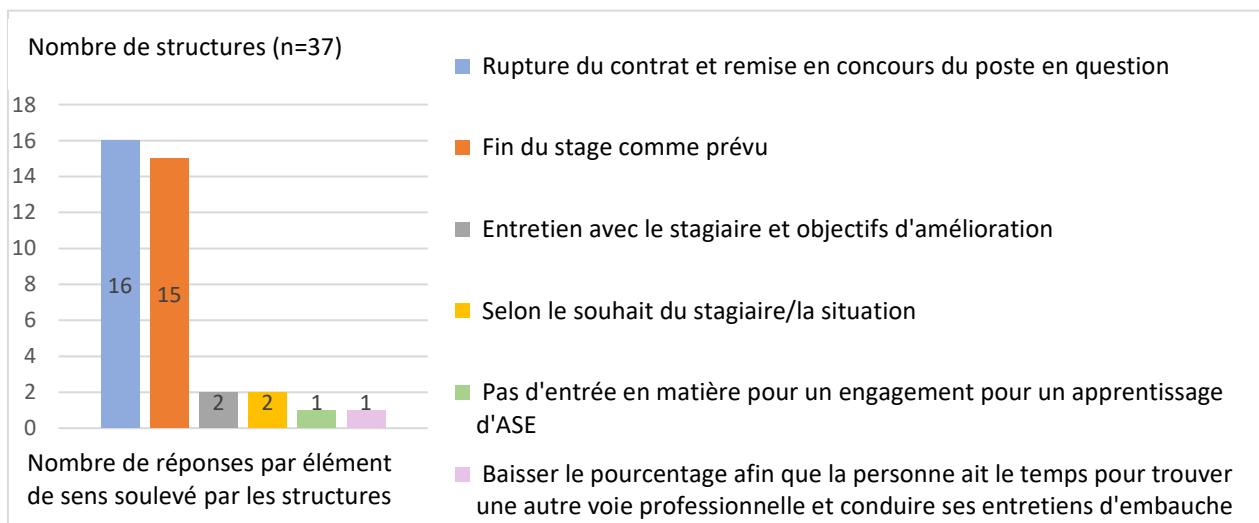 Nombre de structures (n=37)
18
16
14
12
10
8
6
4
2
0
16
15
2
2
1
1
Nombre de réponses par élément
de sens soulevé par les structures
Rupture du contrat et remise en concours du poste en question
Fin du stage comme prévu
Entretien avec le stagiaire et objectifs d'amélioration
Selon le souhait du stagiaire/la situation
Pas d'entrée en matière pour un engagement pour un apprentissage
d'ASE
Baisser le pourcentage afin que la personne ait le temps pour trouver
une autre voie professionnelle et conduire ses entretiens d'embauche